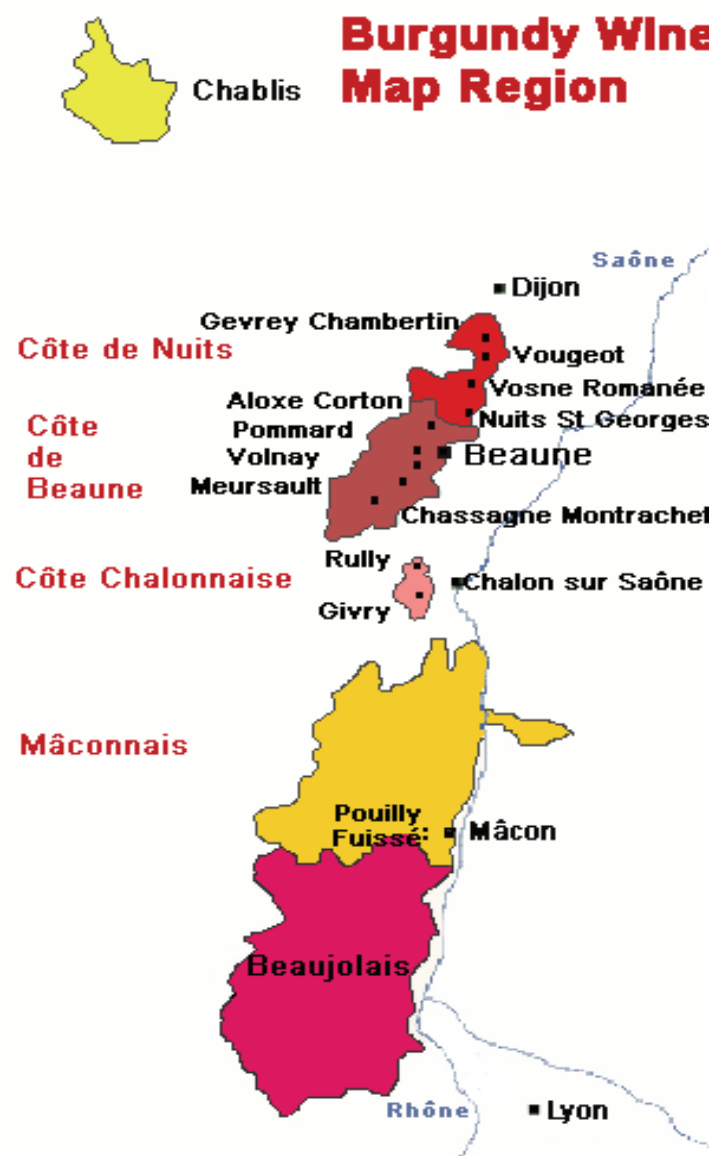 Burgundy Wine
Map Region
Chablis
Saône
Dijon
Gevrey Chambertin
Côte de Nuits
Vougeot
Vosne Romanée
Aloxe Corton
Nuits St Georges
Côte
de
Beaune
Pommard
Volnay
Beaune
Meursault
Chassagne Montrachet
Rully
Côte Chalonnaise
Chalon sur Saône
Givry
Mâconnais
Pouilly
Fuissé
Mâcon
Beaujolais
Rhône
Lyon